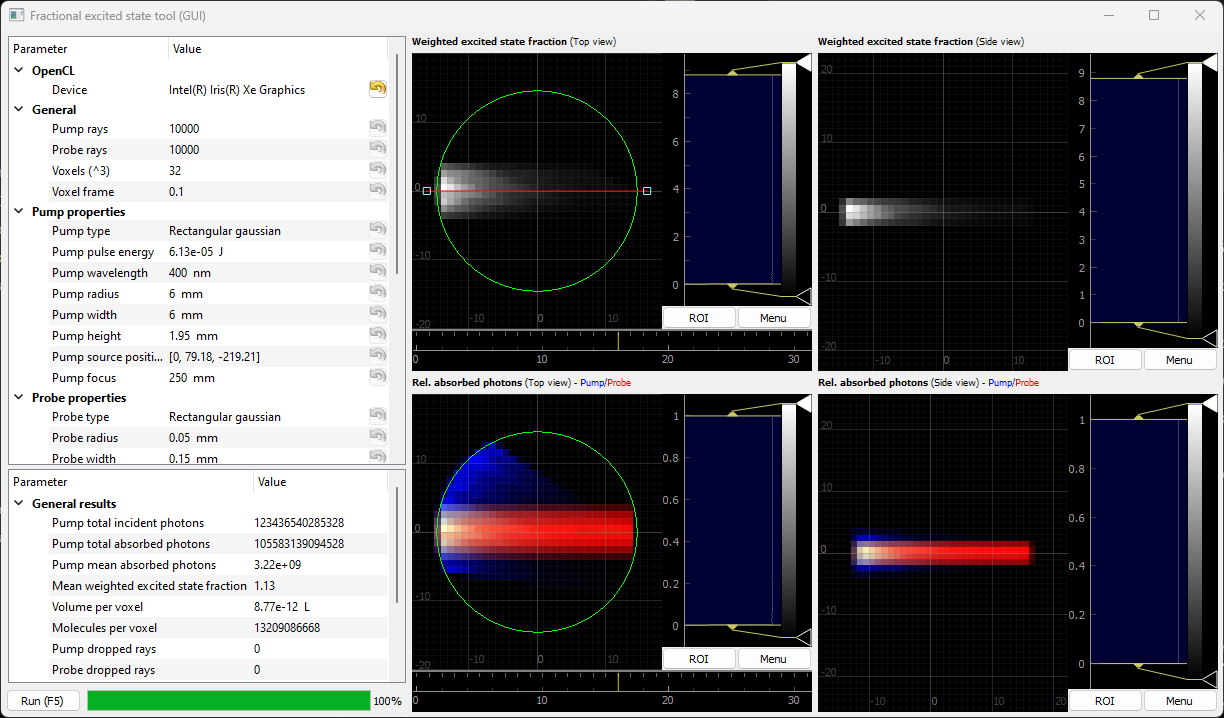 Fractional excited state tool (GUI)
Parameter Value
OpenCL
Device Intel(R) Iris(R) Xe Graphics
General
Pump rays 10000
Probe rays 10000
Voxels (^3) 32
Voxel frame 0.1
Pump properties
Pump type Rectangular gaussian
Pump pulse energy 6.13e-05 J
Pump wavelength 400 nm
Pump radius 6 mm
Pump width 6 mm
Pump height 1.95 mm
Pump source positi... [0, 79.18, -219.21]
Pump focus 250 mm
Probe properties
Probe type Rectangular gaussian
Probe radius 0.05 mm
Probe width 0.15 mm
Parameter Value
General results
Pump total incident photons 123436540285328
Pump total absorbed photons 105583139094528
Pump mean absorbed photons 3.22e+09
Mean weighted excited state fraction 1.13
Volume per voxel 8.77e-12 L
Molecules per voxel 13209086668
Pump dropped rays 0
Probe dropped rays 0
Run (F5) 100%
Weighted excited state fraction (Top view)
10
0
-10
-20
-10 0 10
8
6
4
2
0
ROI Menu
0 10 20 30
Weighted excited state fraction (Side view)
20
10
0
-10
-20
-10 0 10
9
8
7
6
5
4
3
2
1
0
ROI Menu
Rel. absorbed photons (Top view) - Pump/Probe
10
0
-10
-20
-10 0 10
1
0.8
0.6
0.4
0.2
0
ROI Menu
0 10 20 30
Rel. absorbed photons (Side view) - Pump/Probe
20
10
0
-10
-20
-10 0 10 20
1
0.8
0.6
0.4
0.2
0
ROI Menu